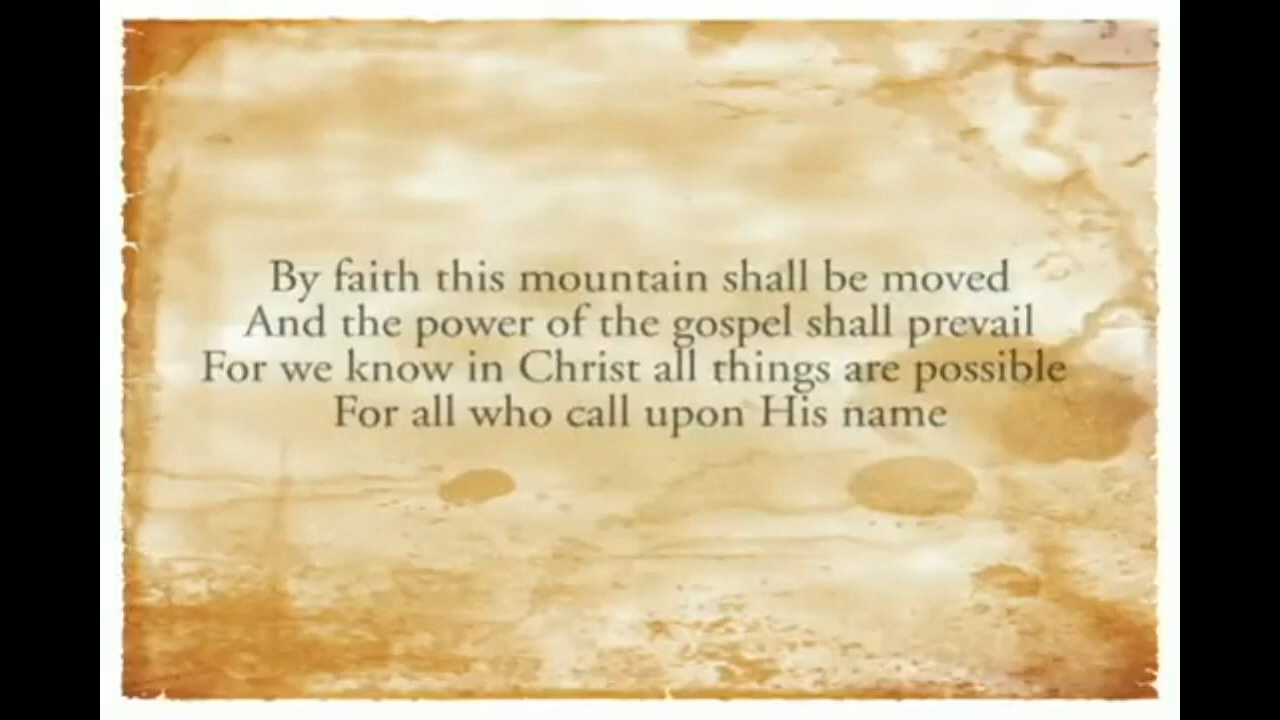 By faith this mountain shall be moved
And the power of the gospel shall prevail
For we know in Christ all things are possible
For all who call upon His name